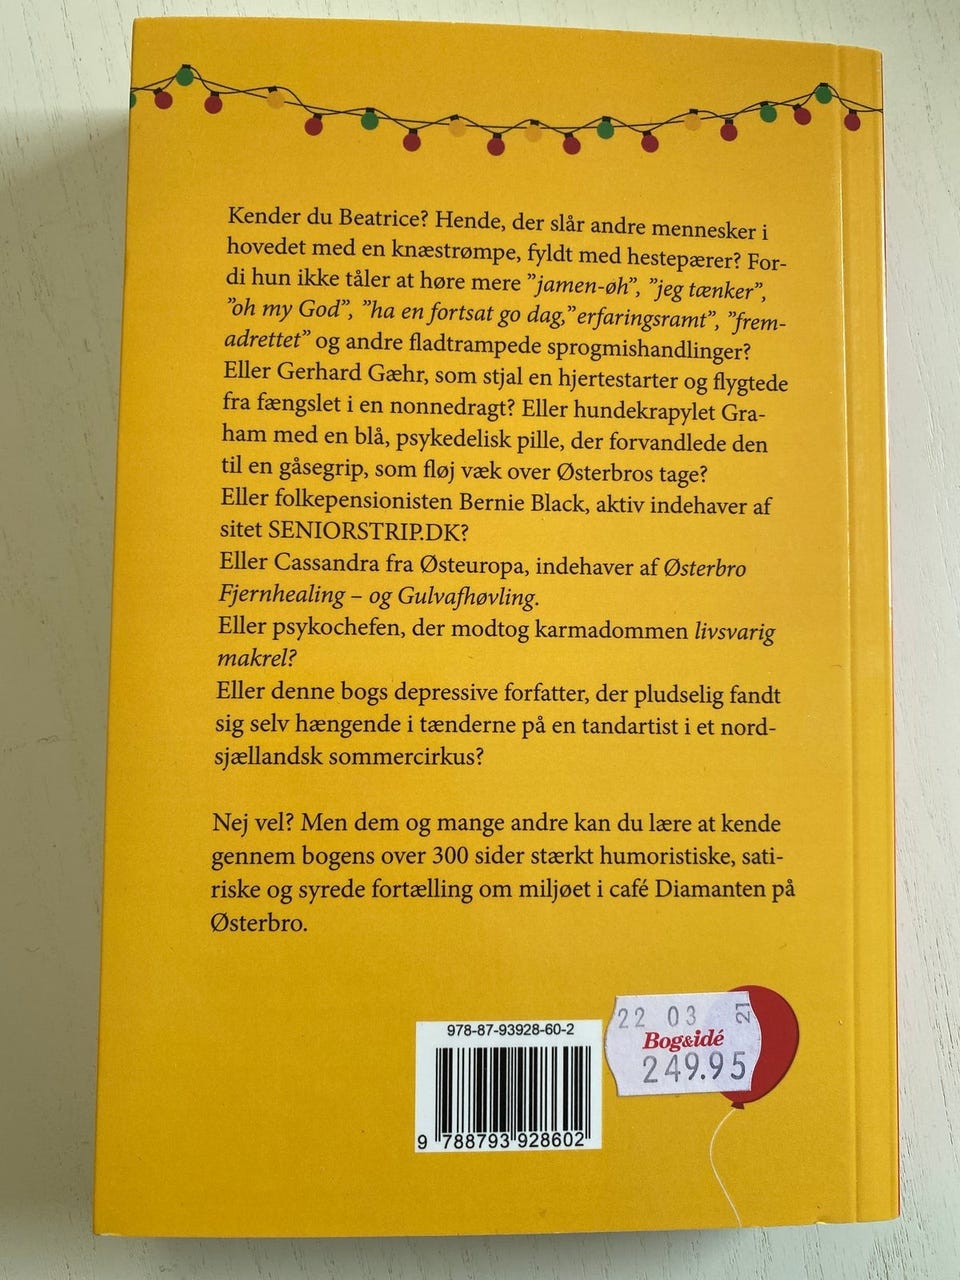 Kender du Beatrice? Hende, der slår andre mennesker i
hovedet med en knæstrømpe, fyldt med hestepærer? For-
di hun ikke tåler at høre mere ”jamen-øh”, ”jeg tænker”,
”oh my God”, ”ha en fortsat go dag,”erfaringsramt”, ”frem-
adrettet” og andre fladtrampede sprogmishandlinger?
Eller Gerhard Gæhr, som stjal en hjertestarter og flygtede
fra fængslet i en nonnedragt? Eller hundekrapylet Gra-
ham med en blå, psykedelisk pille, der forvandlede den
til en gåsegrip, som fløj væk over Østerbros tage?
Eller folkepensionisten Bernie Black, aktiv indehaver af
sitet SENIORSTRIP.DK?
Eller Cassandra fra Østeuropa, indehaver af Østerbro
Fjernhealing – og Gulvafhøvling.
Eller psykochefen, der modtog karmadommen livsvarig
makrel?
Eller denne bogs depressive forfatter, der pludselig fandt
sig selv hængende i tænderne på en tandartist i et nord-
sjællandsk sommercirkus?
Nej vel? Men dem og mange andre kan du lære at kende
gennem bogens over 300 sider stærkt humoristiske, sati-
riske og syrede fortælling om miljøet i café Diamanten på
Østerbro.
978-87-93928-60-2
9 788793 928602
22 03 21
Bog&idé
249.95